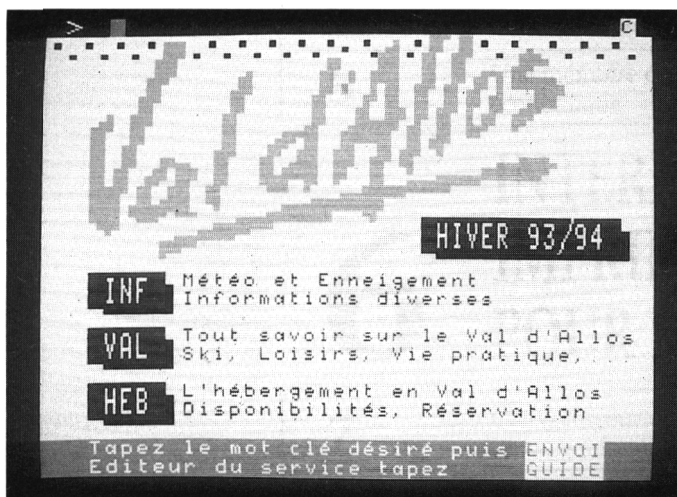 > C
Val d'Allos
HIVER 93/94
INF Météo et Enneigement
Informations diverses
VAL Tout savoir sur le Val d'Allos
Ski, Loisirs, Vie pratique,...
HEB L'hébergement en Val d'Allos
Disponibilités, Réservation
Tapez le mot clé désiré puis ENVOI
Editeur du service tapez GUIDE